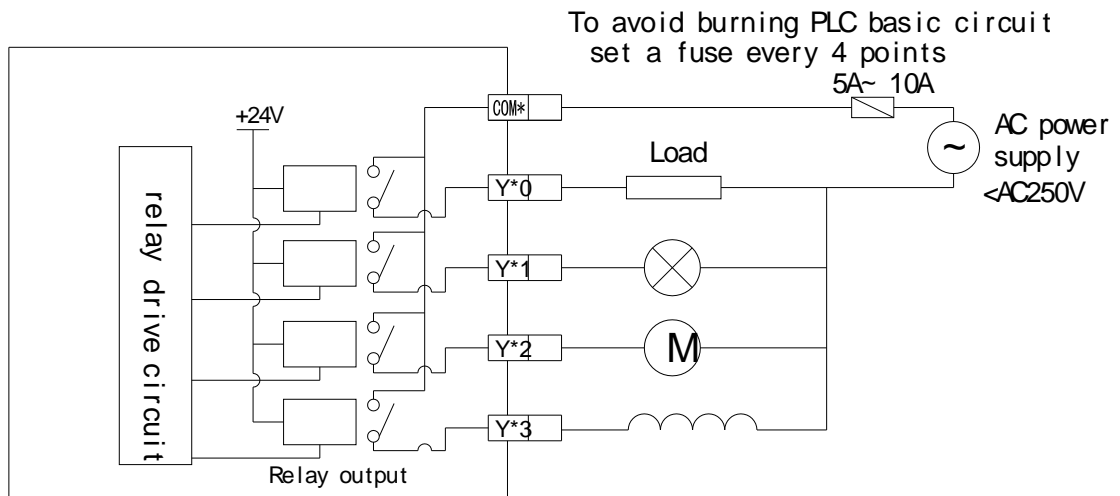 To avoid burning PLC basic circuit
set a fuse every 4 points
5A~ 10A
COM*
+24V
AC power
supply
<AC250V
~
Load
Y*0
relay drive circuit
Y*1
Y*2
M
Y*3
Relay output